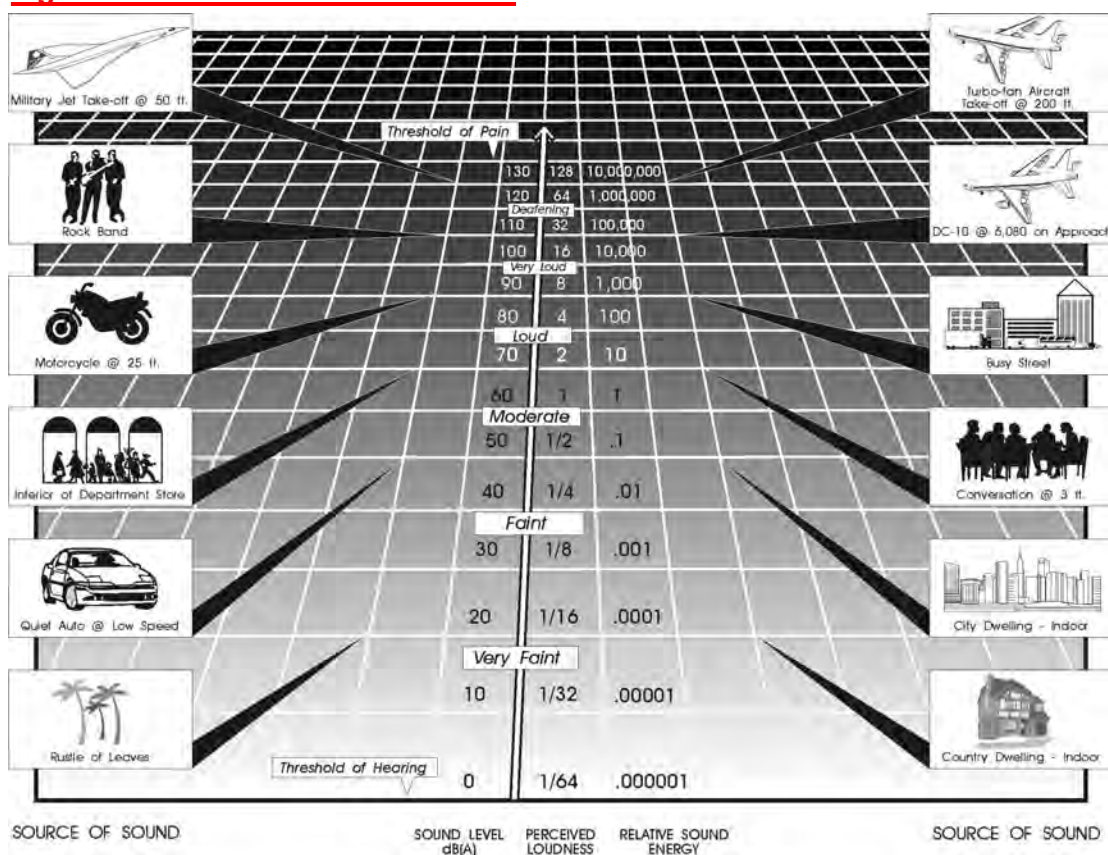 Military Jet Take-off @ 50 ft.
Turbo-fan Aircraft
Take-off @ 200 ft.
Threshold of Pain
130 128 10,000,000
120 64 1,000,000
Deafening
110 32 100,000
Rock Band
DC-10 @ 6,080 on Approach
100 16 10,000
Very Loud
90 8 1,000
80 4 100
Loud
70 2 10
Motorcycle @ 25 ft.
Busy Street
60 1 1
Moderate
50 1/2 .1
40 1/4 .01
Interior of Department Store
Conversation @ 3 ft.
Faint
30 1/8 .001
20 1/16 .0001
Quiet Auto @ Low Speed
City Dwelling - Indoor
Very Faint
10 1/32 .00001
Rustle of Leaves
Country Dwelling - Indoor
Threshold of Hearing
0 1/64 .000001
SOURCE OF SOUND
SOUND LEVEL
dB(A)
PERCEIVED
LOUDNESS
RELATIVE SOUND
ENERGY
SOURCE OF SOUND